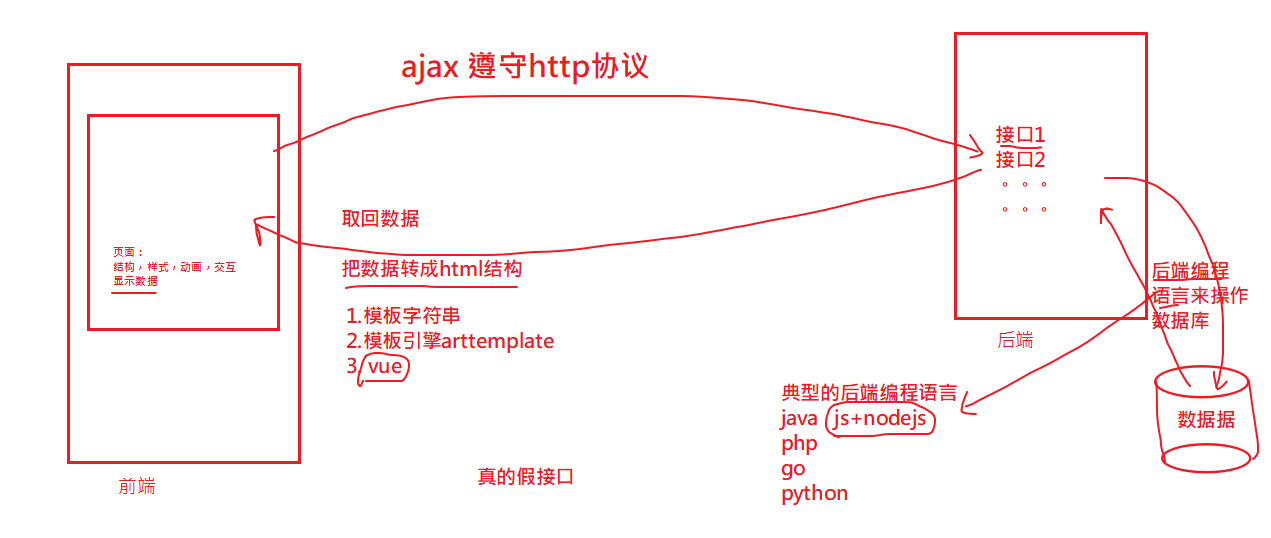 ajax 遵守http协议
接口1
接口2
。。。
。。。
取回数据
页面：
结构，样式，动画，交互
显示数据
把数据转成html结构
1.模板字符串
2.模板引擎arttemplate
3.vue
后端编程
语言来操作
数据库
后端
典型的后端编程语言
java js+nodejs
php
go
python
数据据
真的假接口
前端